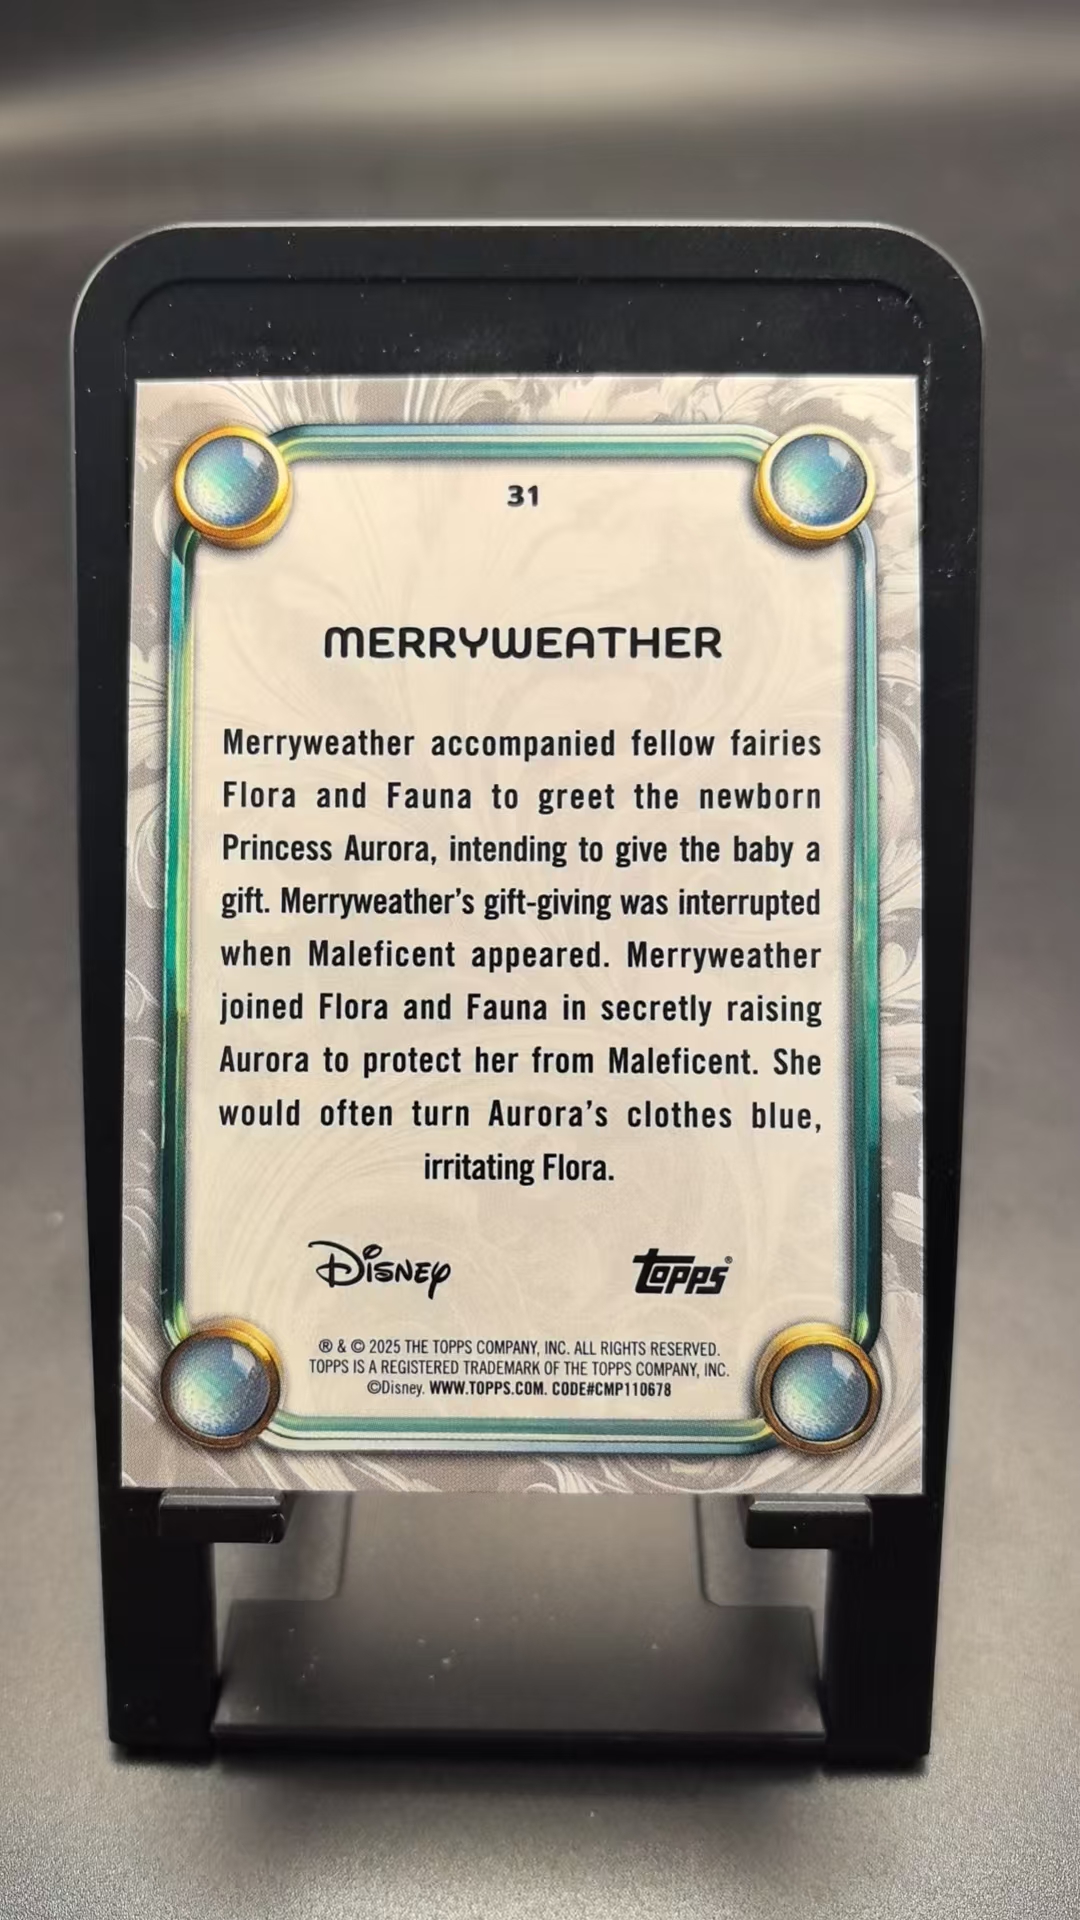 31
MERRYWEATHER
Merryweather accompanied fellow fairies
Flora and Fauna to greet the newborn
Princess Aurora, intending to give the baby a
gift. Merryweather's gift-giving was interrupted
when Maleficent appeared. Merryweather
joined Flora and Fauna in secretly raising
Aurora to protect her from Maleficent. She
would often turn Aurora's clothes blue,
irritating Flora.
Disney topps®
® & © 2025 THE TOPPS COMPANY, INC. ALL RIGHTS RESERVED.
TOPPS IS A REGISTERED TRADEMARK OF THE TOPPS COMPANY, INC.
©Disney. WWW.TOPPS.COM. CODE#CMP110678